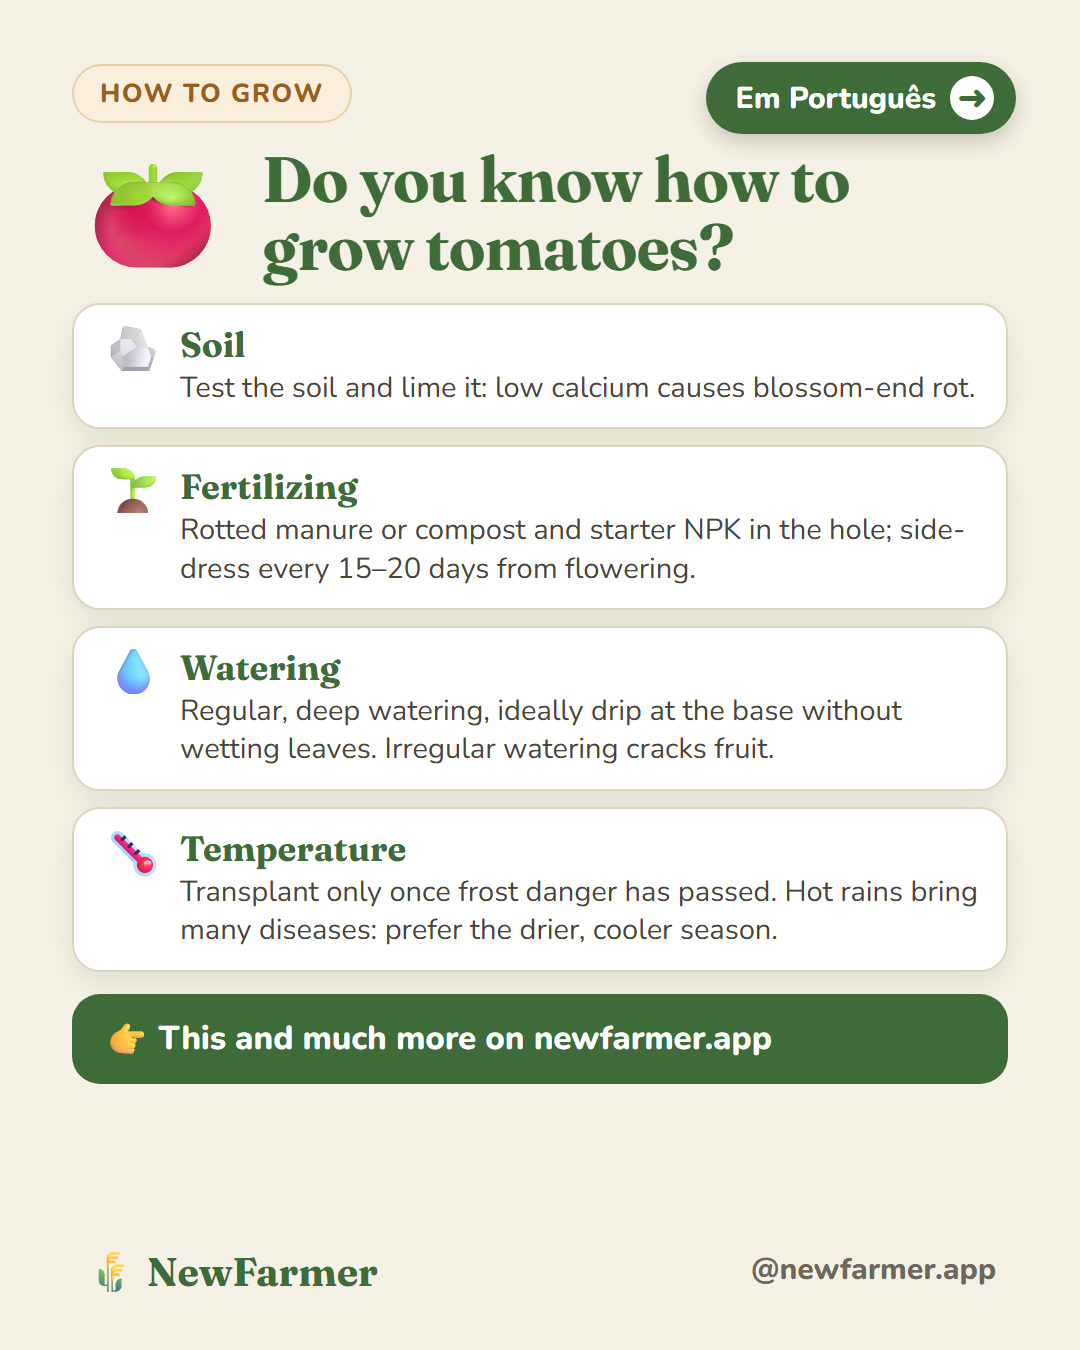 HOW TO GROW
Em Português
Do you know how to
grow tomatoes?
Soil
Test the soil and lime it: low calcium causes blossom-end rot.
Fertilizing
Rotted manure or compost and starter NPK in the hole; side-
dress every 15–20 days from flowering.
Watering
Regular, deep watering, ideally drip at the base without
wetting leaves. Irregular watering cracks fruit.
Temperature
Transplant only once frost danger has passed. Hot rains bring
many diseases: prefer the drier, cooler season.
This and much more on newfarmer.app
NewFarmer
@newfarmer.app